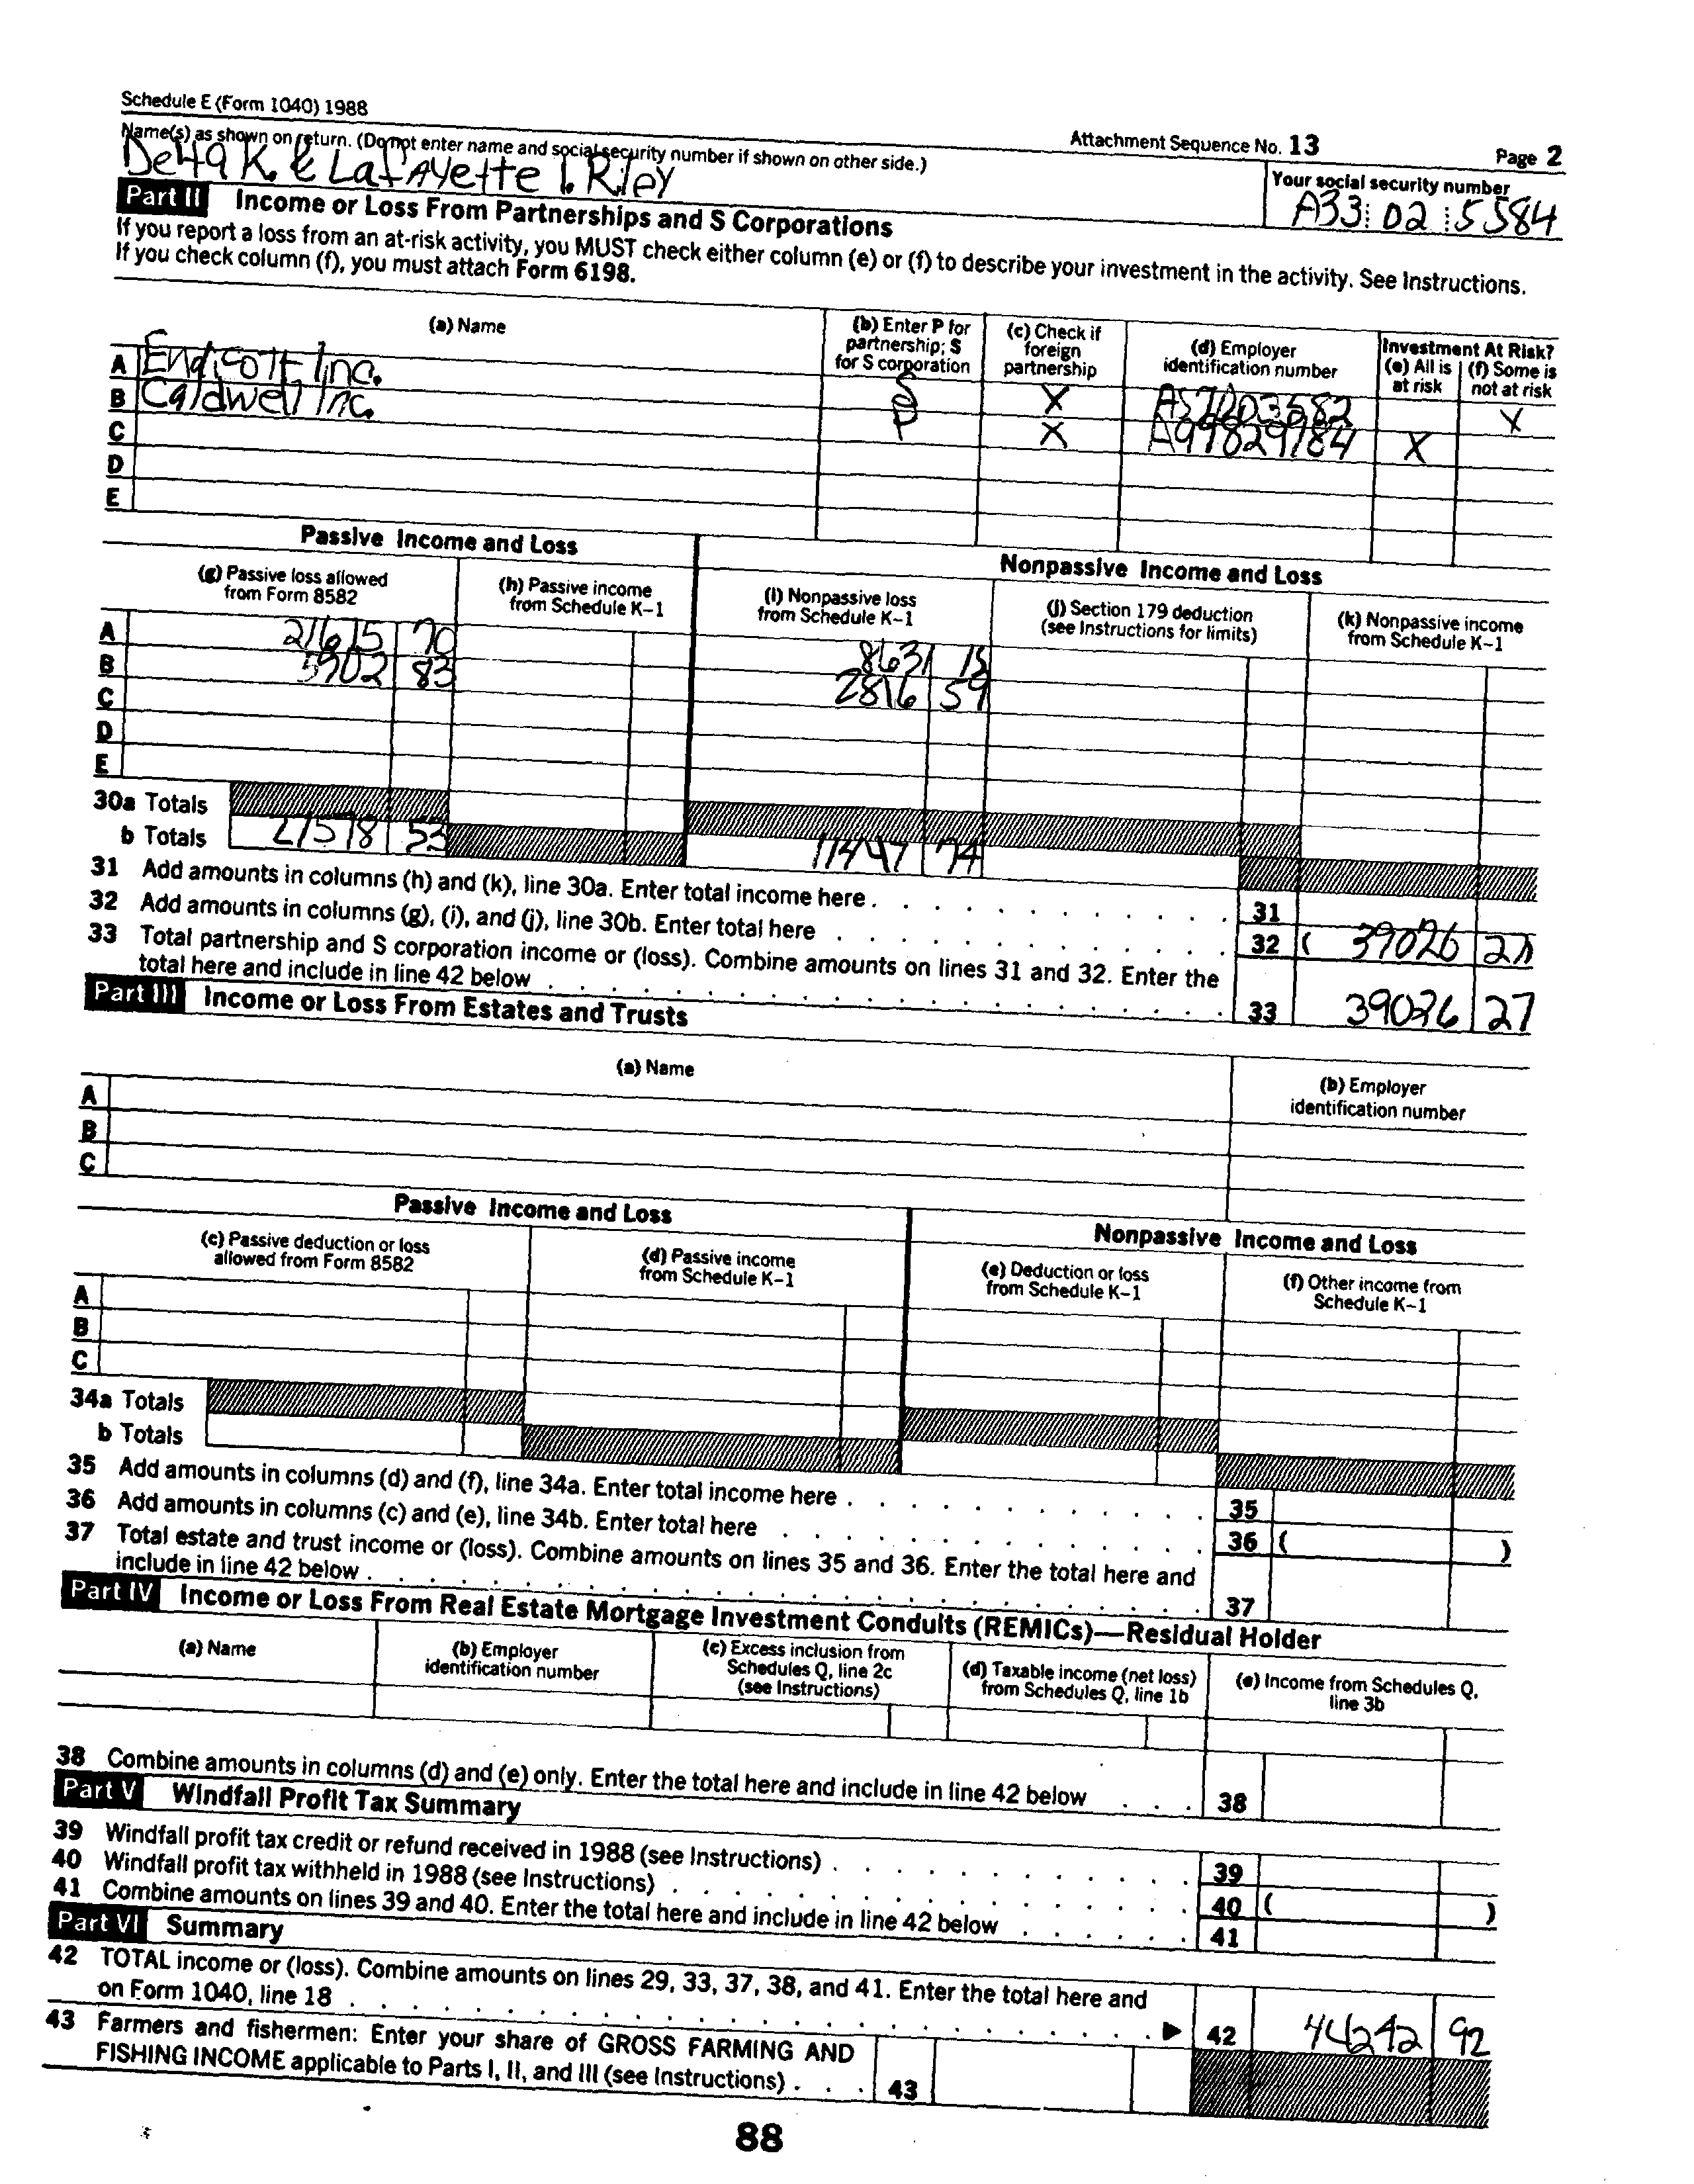 Schedule E (Form 1040) 1988
Attachment Sequence No. 13
Page 2
Name(s) as shown on return. (Do not enter name and social security number if shown on other side.)
Your social security number
Delta K. & Lafayette I. Riley
A33 02 5584
Part II Income or Loss From Partnerships and S Corporations
If you report a loss from an at-risk activity, you MUST check either column (e) or (f) to describe your investment in the activity. See Instructions.
If you check column (f), you must attach Form 6198.
(a) Name
(b) Enter P for partnership; S for S corporation
(c) Check if foreign partnership
(d) Employer identification number
Investment At Risk?
(e) All is at risk
(f) Some is not at risk
A Endicott Inc. S X X
B Caldwell Inc. P X A99829784 X
C
D
E
Passive Income and Loss
Nonpassive Income and Loss
(g) Passive loss allowed from Form 8582
(h) Passive income from Schedule K-1
(i) Nonpassive loss from Schedule K-1
(j) Section 179 deduction (see Instructions for limits)
(k) Nonpassive income from Schedule K-1
A 21675 70 8631 15
B 5902 83 2816 59
C
D
E
30a Totals
b Totals 27578 53 11447 74
31 Add amounts in columns (h) and (k), line 30a. Enter total income here . 31
32 Add amounts in columns (g), (i), and (j), line 30b. Enter total here . 32 ( 39026 27
33 Total partnership and S corporation income or (loss). Combine amounts on lines 31 and 32. Enter the
total here and include in line 42 below . 33 39026 27
Part III Income or Loss From Estates and Trusts
(a) Name
(b) Employer identification number
A
B
C
Passive Income and Loss
Nonpassive Income and Loss
(c) Passive deduction or loss allowed from Form 8582
(d) Passive income from Schedule K-1
(e) Deduction or loss from Schedule K-1
(f) Other income from Schedule K-1
A
B
C
34a Totals
b Totals
35 Add amounts in columns (d) and (f), line 34a. Enter total income here . 35
36 Add amounts in columns (c) and (e), line 34b. Enter total here . 36 ( )
37 Total estate and trust income or (loss). Combine amounts on lines 35 and 36. Enter the total here and
include in line 42 below . 37
Part IV Income or Loss From Real Estate Mortgage Investment Conduits (REMICs)—Residual Holder
(a) Name
(b) Employer identification number
(c) Excess inclusion from Schedules Q, line 2c (see Instructions)
(d) Taxable income (net loss) from Schedules Q, line 1b
(e) Income from Schedules Q, line 3b
38 Combine amounts in columns (d) and (e) only. Enter the total here and include in line 42 below . . . 38
Part V Windfall Profit Tax Summary
39 Windfall profit tax credit or refund received in 1988 (see Instructions) . 39
40 Windfall profit tax withheld in 1988 (see Instructions) . 40 ( )
41 Combine amounts on lines 39 and 40. Enter the total here and include in line 42 below . 41
Part VI Summary
42 TOTAL income or (loss). Combine amounts on lines 29, 33, 37, 38, and 41. Enter the total here and
on Form 1040, line 18 . ▶ 42 44242 92
43 Farmers and fishermen: Enter your share of GROSS FARMING AND
FISHING INCOME applicable to Parts I, II, and III (see Instructions) . . . 43
88